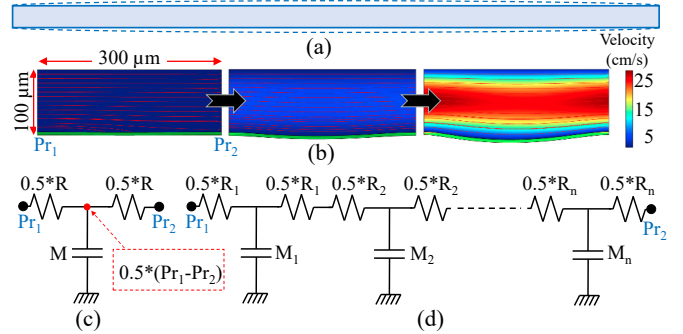 (a)
300 µm
100 µm
Velocity
(cm/s)
25
15
5
Pr₁
Pr₂
(b)
0.5*R
0.5*R
0.5*R₁
0.5*R₁
0.5*R₂
0.5*R₂
0.5*Rₙ
0.5*Rₙ
Pr₁
Pr₂
Pr₁
Pr₂
M
M₁
M₂
Mₙ
0.5*(Pr₁-Pr₂)
(c)
(d)